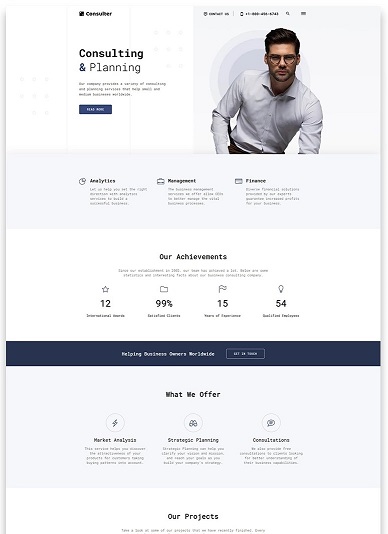 Consulter
CONTACT US
+1-800-495-6743
Consulting
& Planning
Our company provides a variety of consulting
and planning services that help small and
medium businesses worldwide.
READ MORE
Analytics
Let us help you set the right
direction with analytics
services to build a
successful business.
Management
The business management
services we offer allow CEOs
to better manage the total
business processes.
Finance
Diverse financial solutions
provided by our experts
guarantee increased profits
for your business.
Our Achievements
Since our establishment in 2002, our team has achieved a lot. Below are some
statistics and interesting facts about our business consulting company.
12
International Awards
99%
Satisfied Clients
15
Years of Experience
54
Qualified Employees
Helping Business Owners Worldwide
GET IN TOUCH
What We Offer
Market Analysis
This service helps you discover
the attractiveness of your
products for customers taking
buying patterns into account.
Strategic Planning
Strategic Planning can help you
clarify your vision and mission,
and reach your goals as you
build your company's strategy.
Consultations
We also provide free
consultations to clients looking
for better understanding of
their business capabilities.
Our Projects
Take a look at some of our projects that we have recently finished. Every